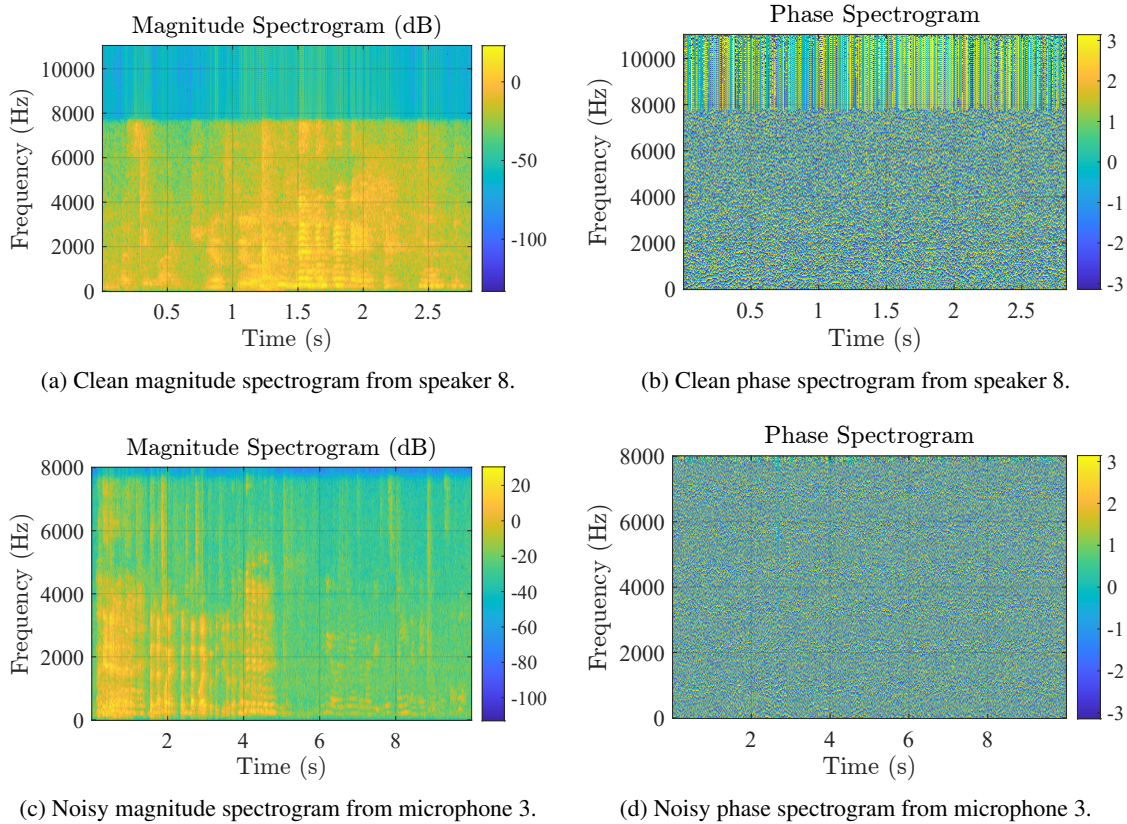 Magnitude Spectrogram (dB)
10000
8000
6000
4000
2000
0
Frequency (Hz)
0.5 1 1.5 2 2.5
Time (s)
0
-50
-100
(a) Clean magnitude spectrogram from speaker 8.
Phase Spectrogram
10000
8000
6000
4000
2000
0
Frequency (Hz)
0.5 1 1.5 2 2.5
Time (s)
3
2
1
0
-1
-2
-3
(b) Clean phase spectrogram from speaker 8.
Magnitude Spectrogram (dB)
8000
6000
4000
2000
0
Frequency (Hz)
2 4 6 8
Time (s)
20
0
-20
-40
-60
-80
-100
(c) Noisy magnitude spectrogram from microphone 3.
Phase Spectrogram
8000
6000
4000
2000
0
Frequency (Hz)
2 4 6 8
Time (s)
3
2
1
0
-1
-2
-3
(d) Noisy phase spectrogram from microphone 3.